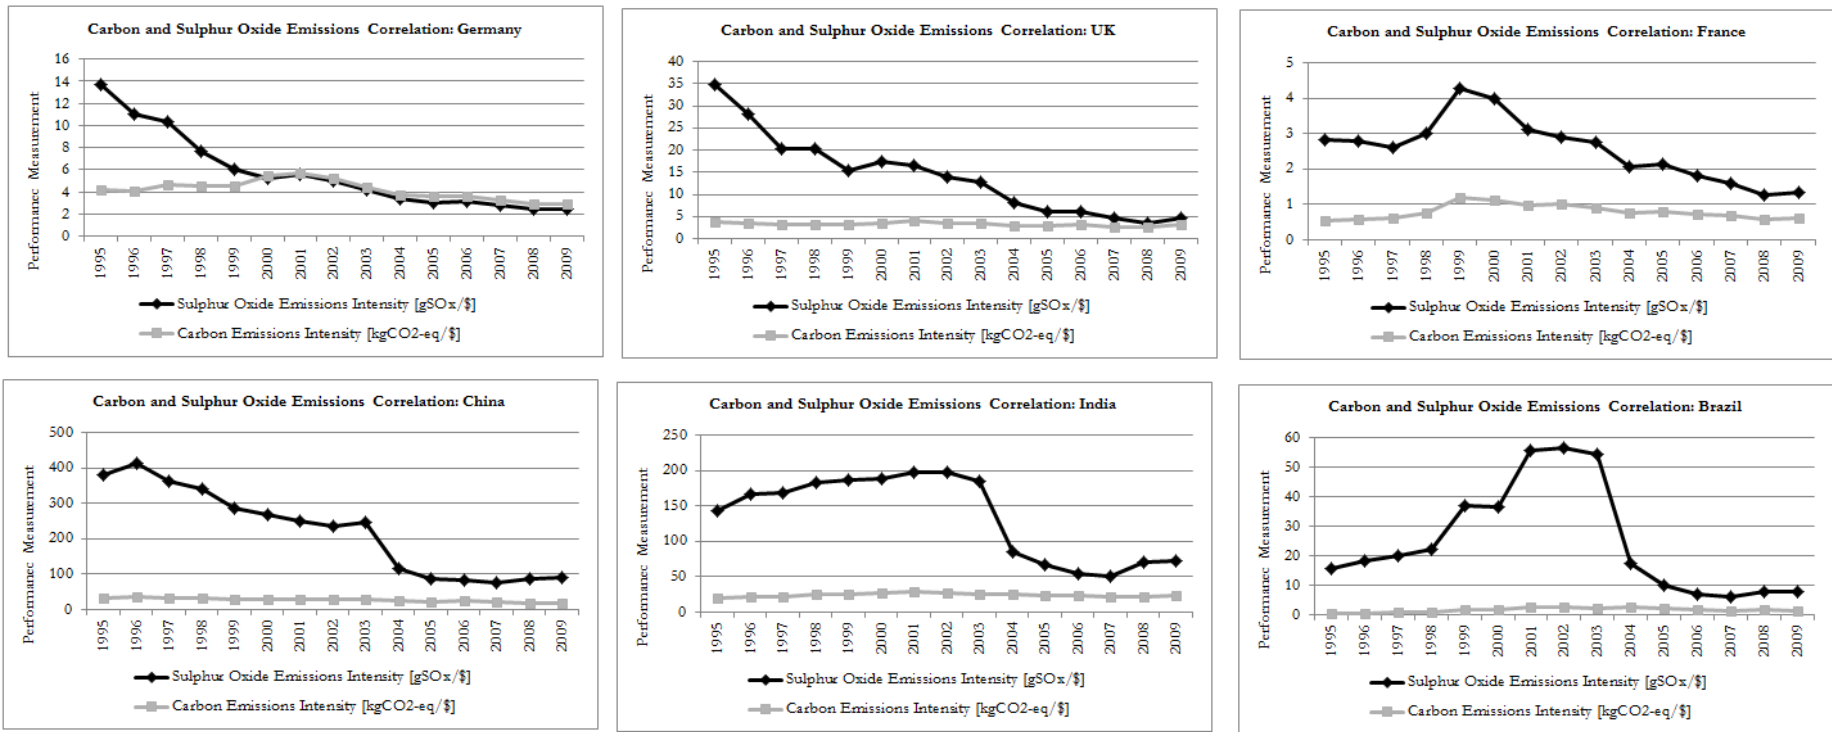 Carbon and Sulphur Oxide Emissions Correlation: Germany
Performanec Measurement
16
14
12
10
8
6
4
2
0
1995 1996 1997 1998 1999 2000 2001 2002 2003 2004 2005 2006 2007 2008 2009
Sulphur Oxide Emissions Intensity [gSOx/$]
Carbon Emissions Intensity [kgCO2-eq/$]
Carbon and Sulphur Oxide Emissions Correlation: UK
Performanec Measurement
40
35
30
25
20
15
10
5
0
1995 1996 1997 1998 1999 2000 2001 2002 2003 2004 2005 2006 2007 2008 2009
Sulphur Oxide Emissions Intensity [gSOx/$]
Carbon Emissions Intensity [kgCO2-eq/$]
Carbon and Sulphur Oxide Emissions Correlation: France
Performanec Measurement
5
4
3
2
1
0
1995 1996 1997 1998 1999 2000 2001 2002 2003 2004 2005 2006 2007 2008 2009
Sulphur Oxide Emissions Intensity [gSOx/$]
Carbon Emissions Intensity [kgCO2-eq/$]
Carbon and Sulphur Oxide Emissions Correlation: China
Performanec Measurement
500
400
300
200
100
0
1995 1996 1997 1998 1999 2000 2001 2002 2003 2004 2005 2006 2007 2008 2009
Sulphur Oxide Emissions Intensity [gSOx/$]
Carbon Emissions Intensity [kgCO2-eq/$]
Carbon and Sulphur Oxide Emissions Correlation: India
Performanec Measurement
250
200
150
100
50
0
1995 1996 1997 1998 1999 2000 2001 2002 2003 2004 2005 2006 2007 2008 2009
Sulphur Oxide Emissions Intensity [gSOx/$]
Carbon Emissions Intensity [kgCO2-eq/$]
Carbon and Sulphur Oxide Emissions Correlation: Brazil
Performanec Measurement
60
50
40
30
20
10
0
1995 1996 1997 1998 1999 2000 2001 2002 2003 2004 2005 2006 2007 2008 2009
Sulphur Oxide Emissions Intensity [gSOx/$]
Carbon Emissions Intensity [kgCO2-eq/$]